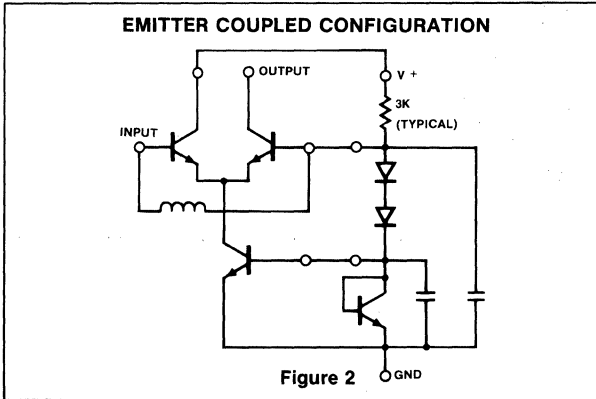 EMITTER COUPLED CONFIGURATION
OUTPUT
V +
3K
(TYPICAL)
INPUT
Figure 2
GND